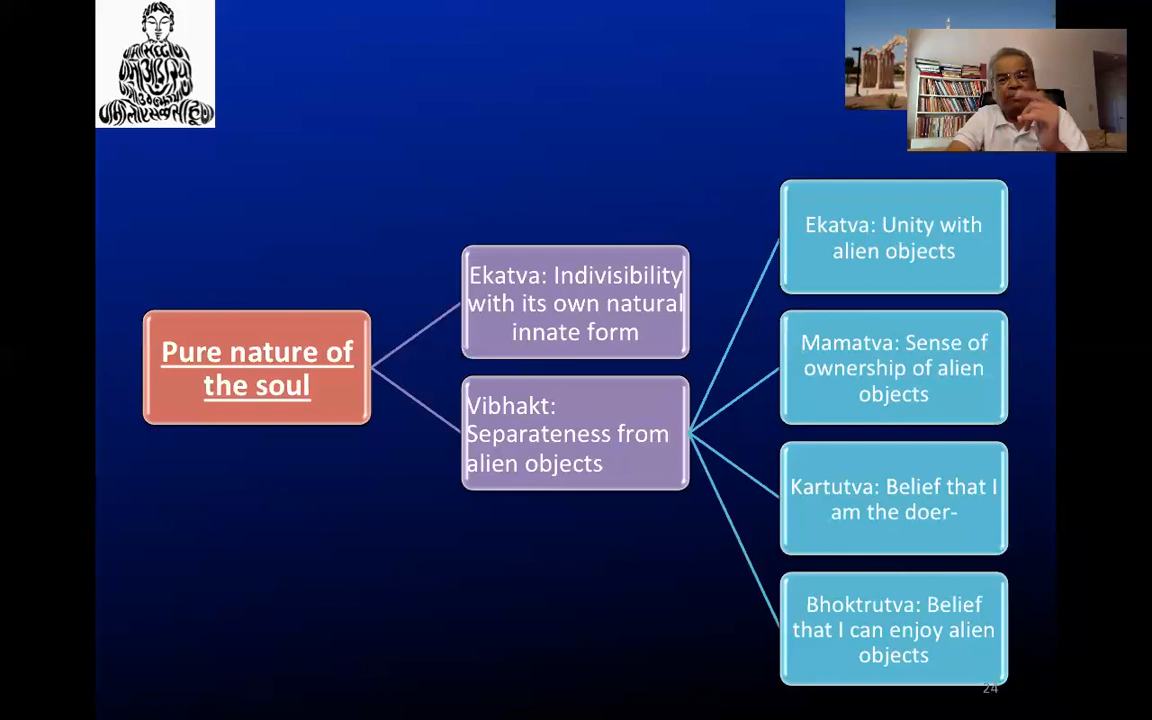 Pure nature of
the soul
Ekatva: Indivisibility
with its own natural
innate form
Vibhakt:
Separateness from
alien objects
Ekatva: Unity with
alien objects
Mamatva: Sense of
ownership of alien
objects
Kartutva: Belief that I
am the doer-
Bhoktrutva: Belief
that I can enjoy alien
objects
24